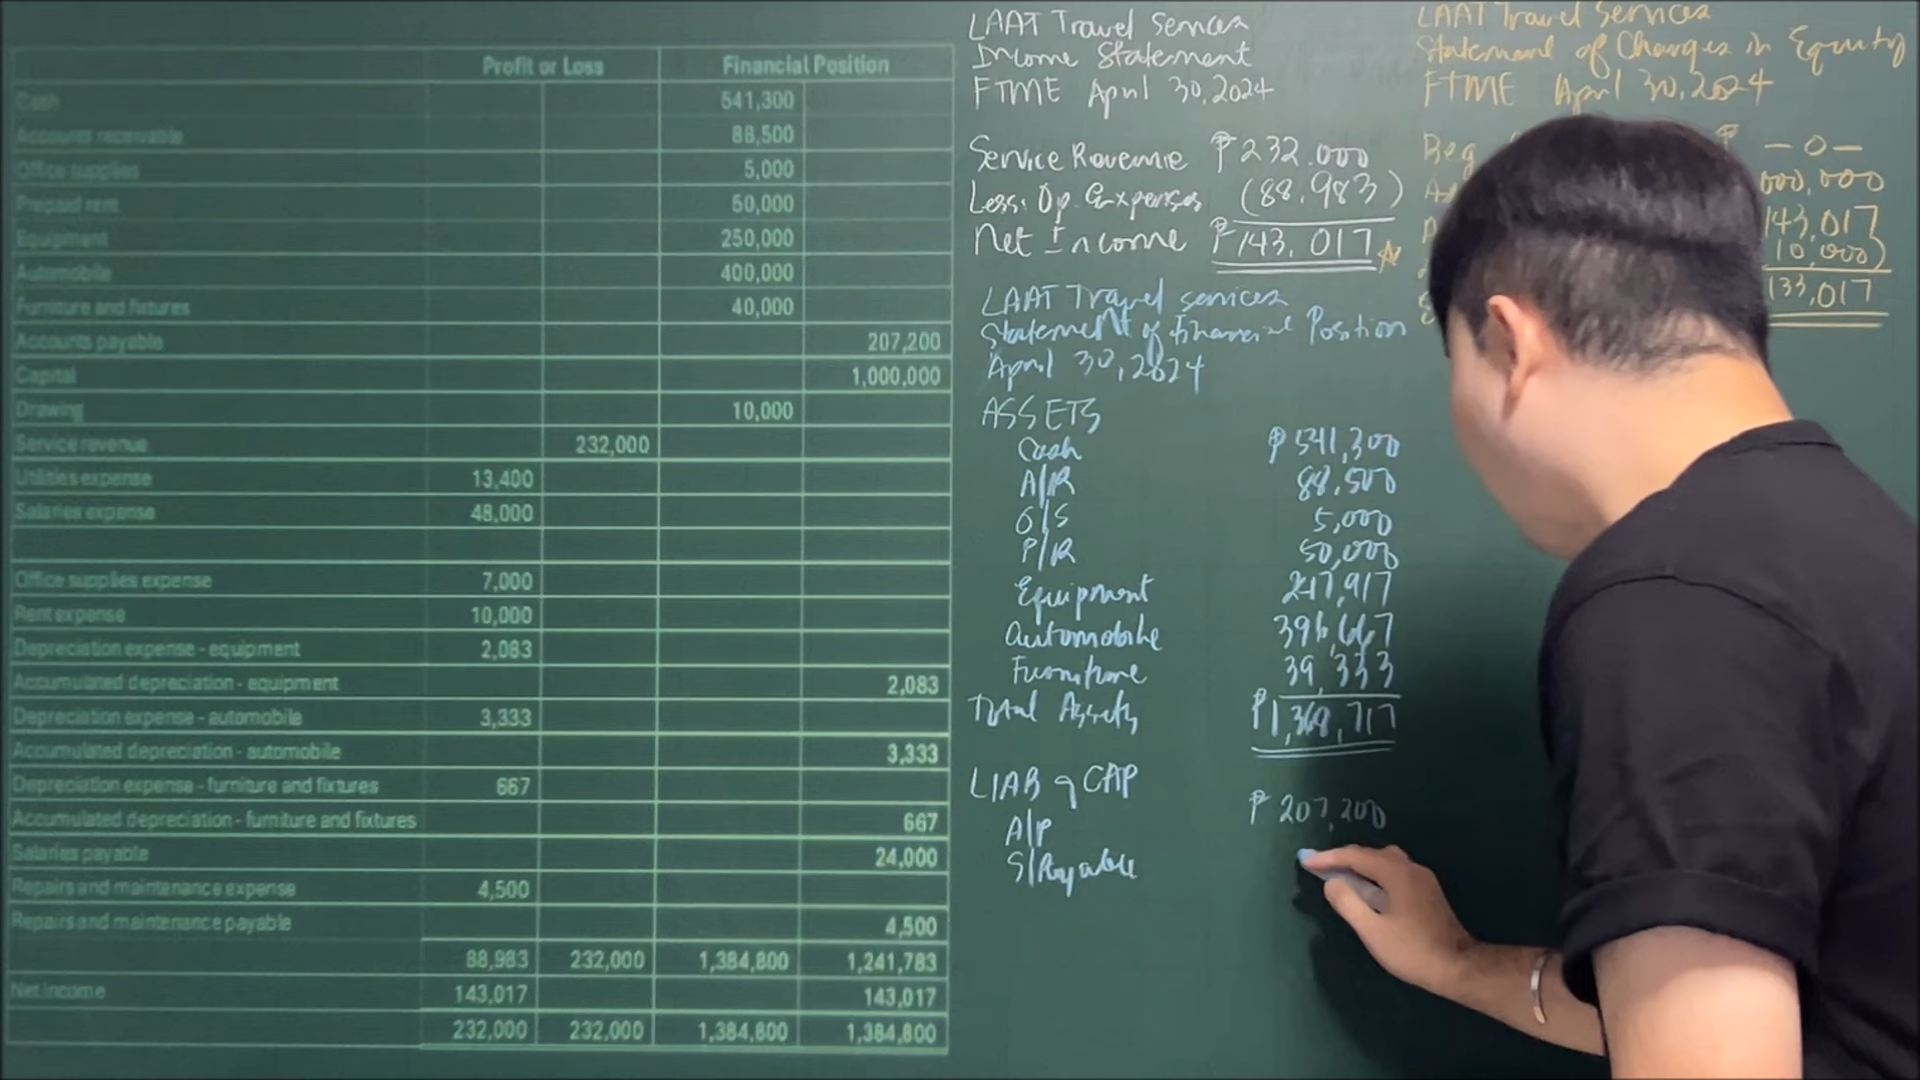 Profit or Loss Financial Position
Cash 541,300
Accounts receivable 88,500
Office supplies 5,000
Prepaid rent 50,000
Equipment 250,000
Automobile 400,000
Furniture and fixtures 40,000
Accounts payable 207,200
Capital 1,000,000
Drawing 10,000
Service revenue 232,000
Utilities expense 13,400
Salaries expense 48,000
Office supplies expense 7,000
Rent expense 10,000
Depreciation expense - equipment 2,083
Accumulated depreciation - equipment 2,083
Depreciation expense - automobile 3,333
Accumulated depreciation - automobile 3,333
Depreciation expense - furniture and fixtures 667
Accumulated depreciation - furniture and fixtures 667
Salaries payable 24,000
Repairs and maintenance expense 4,500
Repairs and maintenance payable 4,500
88,983 232,000 1,384,800 1,241,783
Net income 143,017 143,017
232,000 232,000 1,384,800 1,384,800
LAAT Travel Services
Income Statement
FTME April 30, 2024
Service Revenue ₱232,000
Less: Op. Expenses (88,983)
Net Income ₱143,017
LAAT Travel services
Statement of Financial Position
April 30, 2024
ASSETS
Cash ₱541,300
A/R 88,500
O/S 5,000
P/R 50,000
Equipment 247,917
Automobile 396,667
Furniture 39,333
Total Assets ₱1,368,717
LIAB & CAP
A/P ₱207,200
S/Payable
LAAT Travel Services
Statement of Changes in Equity
FTME April 30, 2024
Beg ₱ -0-
000,000
143,017
10,000)
133,017